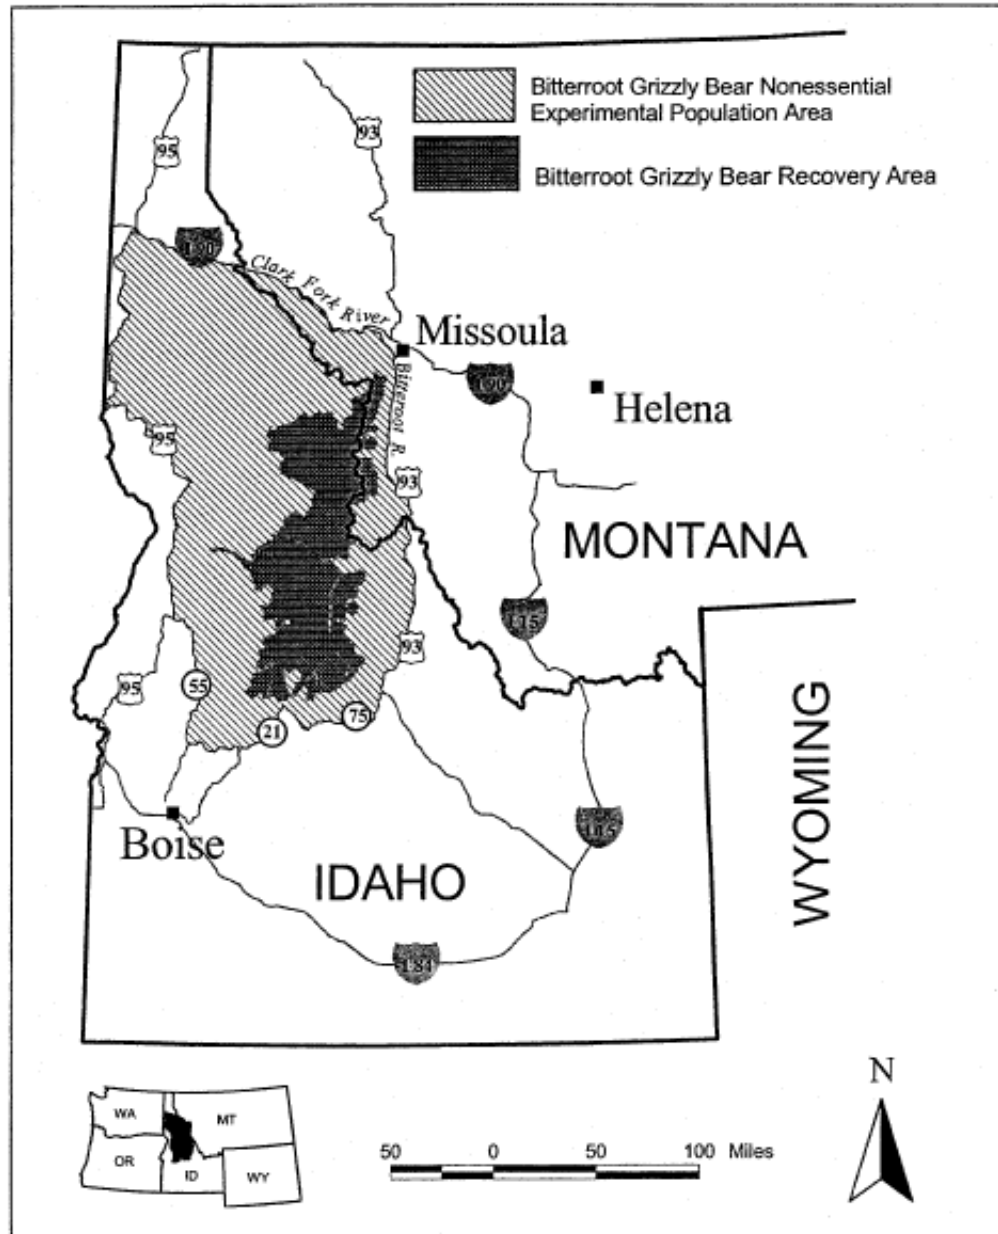 Bitterroot Grizzly Bear Nonessential
Experimental Population Area
Bitterroot Grizzly Bear Recovery Area
95
93
I 90
Clark Fork River
Missoula
Bitterroot R.
I 90
Helena
95
93
MONTANA
I 15
93
95
55
75
21
WYOMING
I 15
Boise
IDAHO
I 84
N
WA
MT
OR
ID
WY
50 0 50 100 Miles